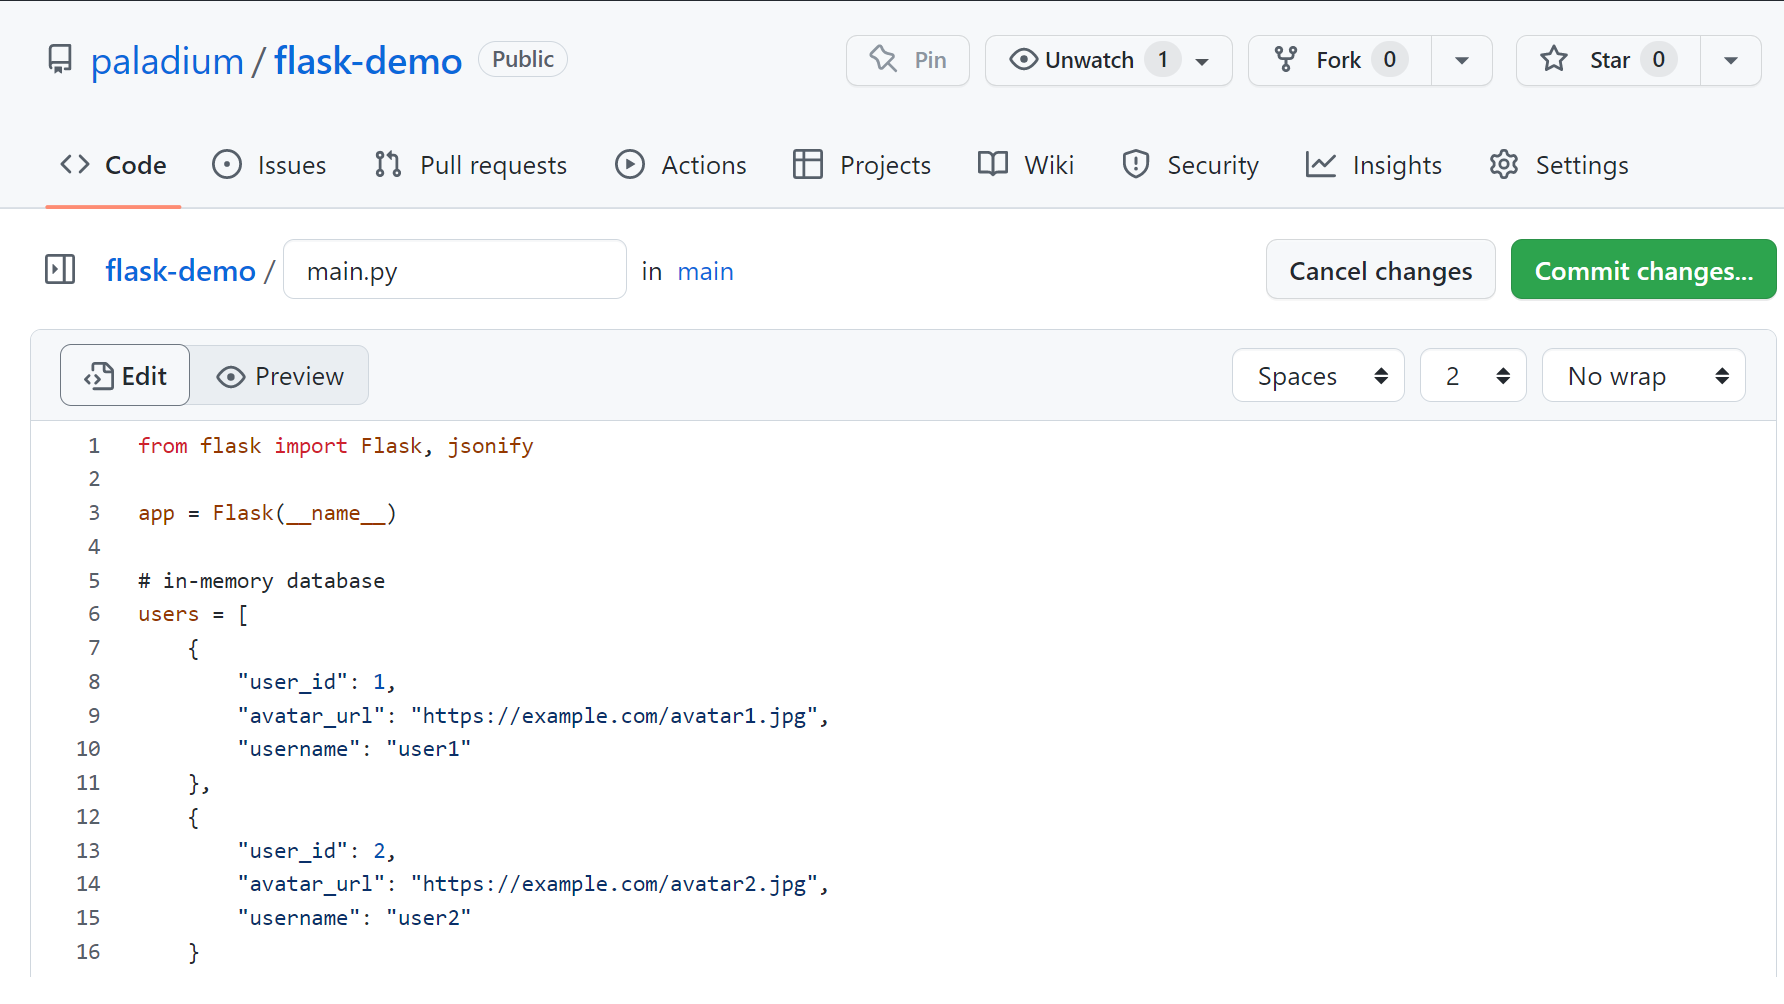 paladium / flask-demo Public Pin Unwatch 1 Fork 0 Star 0
Code Issues Pull requests Actions Projects Wiki Security Insights Settings
flask-demo / main.py in main Cancel changes Commit changes...
Edit Preview Spaces 2 No wrap
1 from flask import Flask, jsonify
2
3 app = Flask(__name__)
4
5 # in-memory database
6 users = [
7 {
8 "user_id": 1,
9 "avatar_url": "https://example.com/avatar1.jpg",
10 "username": "user1"
11 },
12 {
13 "user_id": 2,
14 "avatar_url": "https://example.com/avatar2.jpg",
15 "username": "user2"
16 }